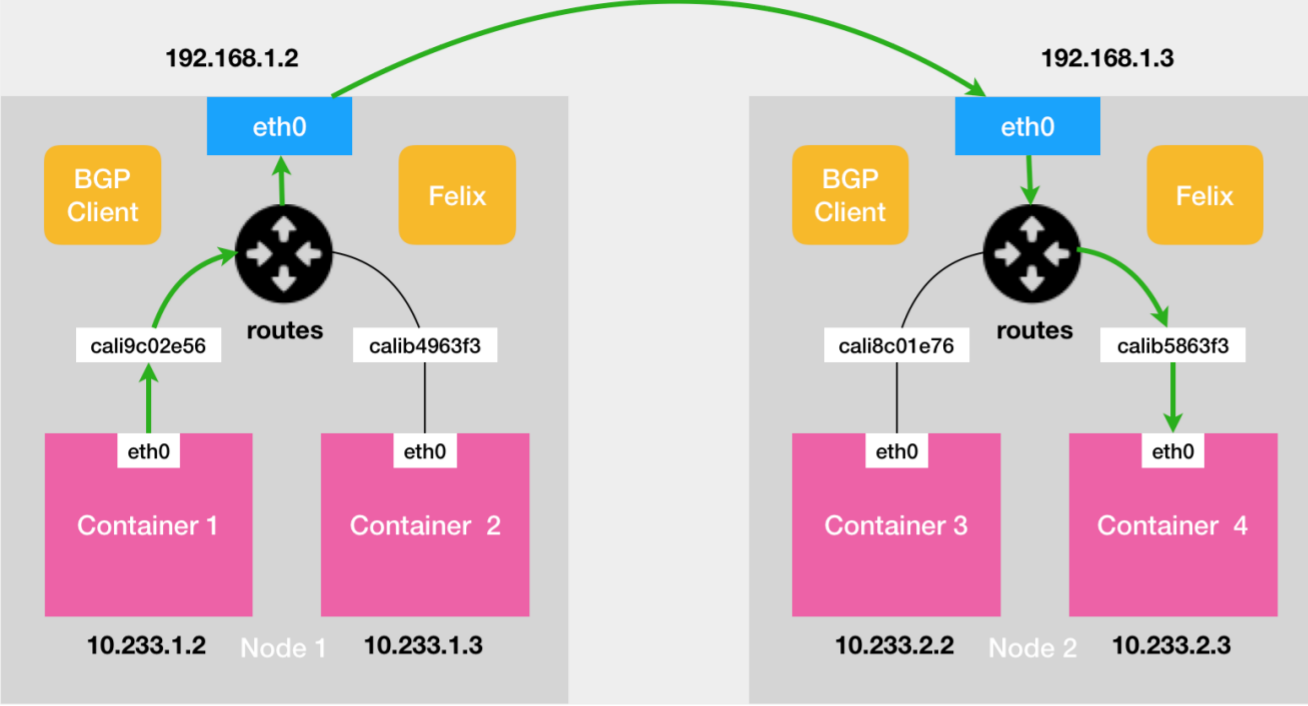 192.168.1.2
192.168.1.3
eth0
eth0
BGP
Client
Felix
BGP
Client
Felix
routes
routes
cali9c02e56
calib4963f3
cali8c01e76
calib5863f3
eth0
eth0
eth0
eth0
Container 1
Container 2
Container 3
Container 4
10.233.1.2
Node 1
10.233.1.3
10.233.2.2
Node 2
10.233.2.3